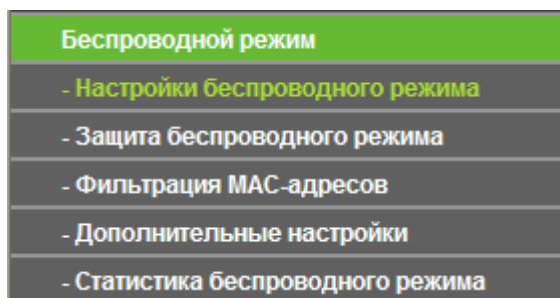 Беспроводной режим
- Настройки беспроводного режима
- Защита беспроводного режима
- Фильтрация MAC-адресов
- Дополнительные настройки
- Статистика беспроводного режима